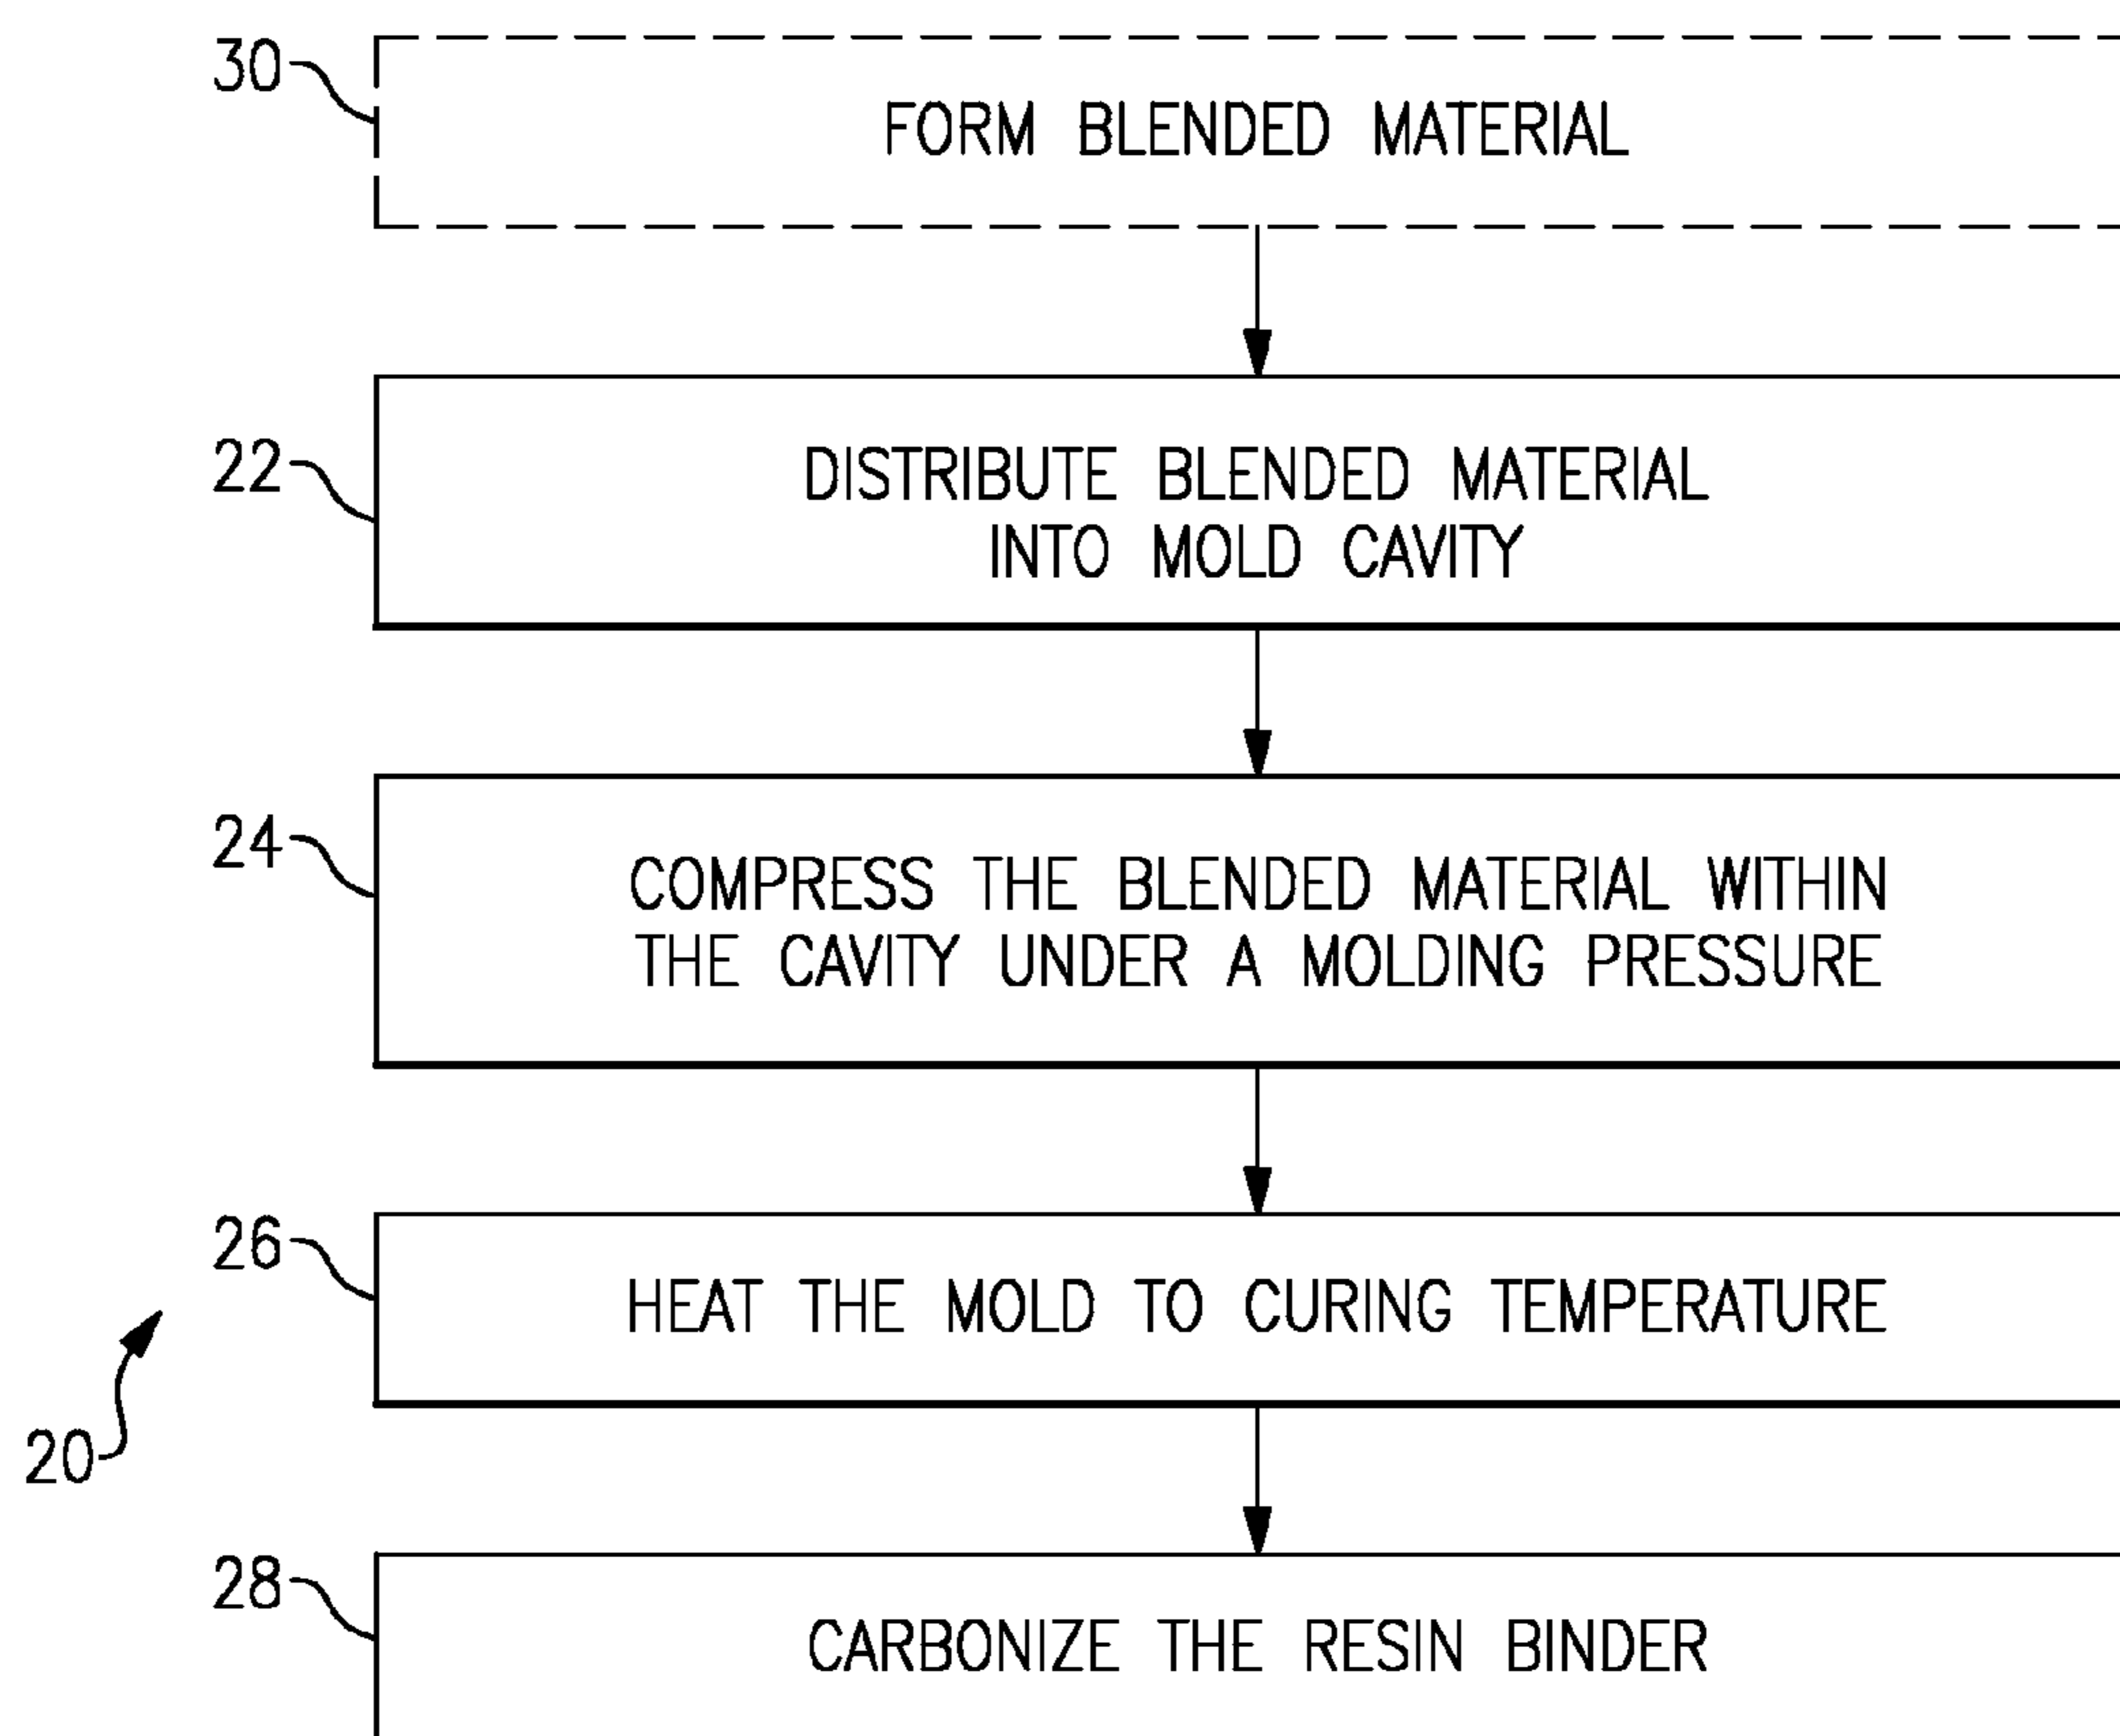 30
FORM BLENDED MATERIAL
22
DISTRIBUTE BLENDED MATERIAL
INTO MOLD CAVITY
24
COMPRESS THE BLENDED MATERIAL WITHIN
THE CAVITY UNDER A MOLDING PRESSURE
26
HEAT THE MOLD TO CURING TEMPERATURE
20
28
CARBONIZE THE RESIN BINDER